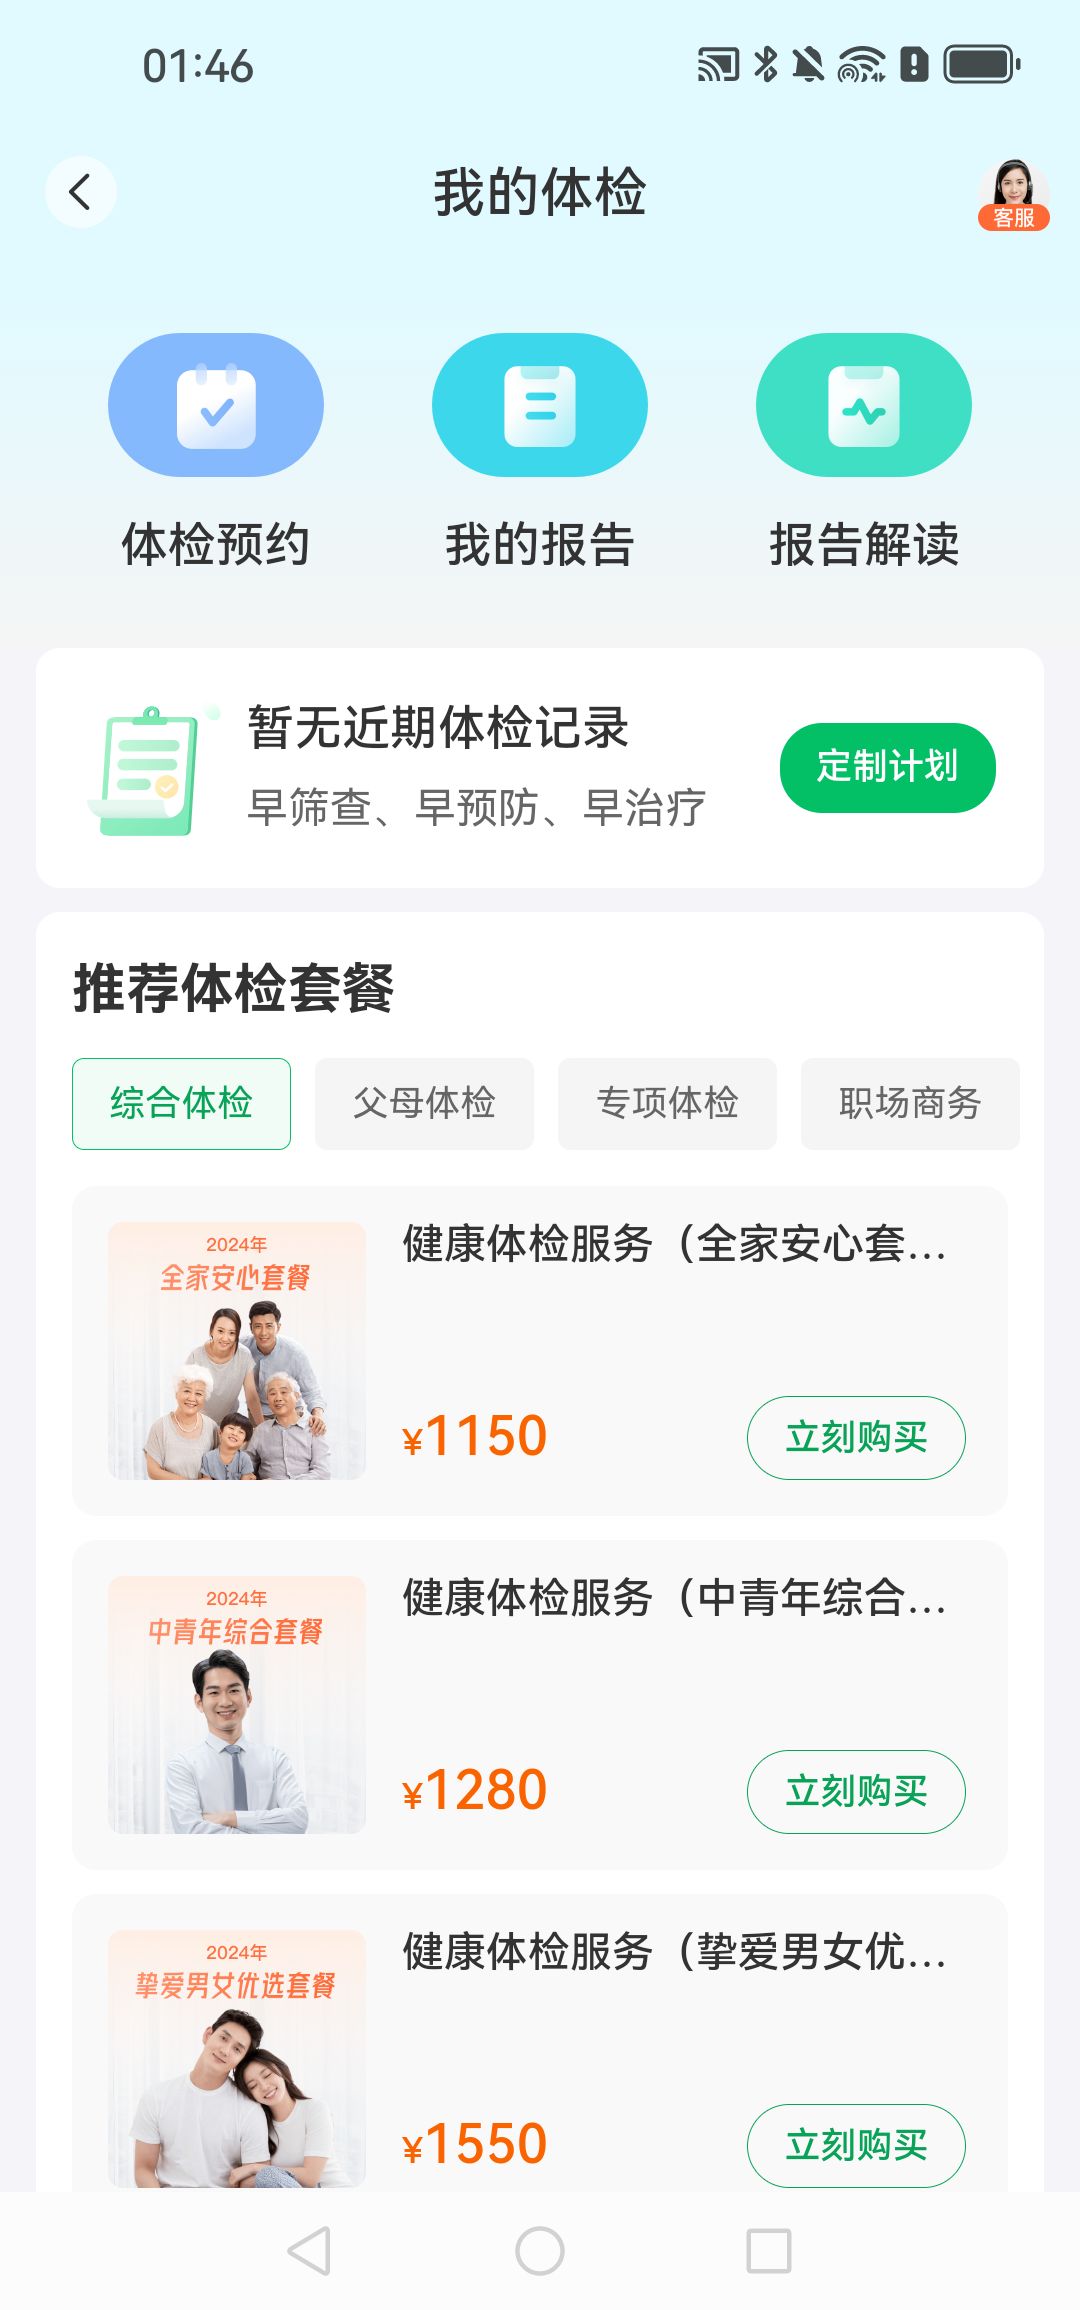 01:46
我的体检
客服
体检预约
我的报告
报告解读
暂无近期体检记录
早筛查、早预防、早治疗
定制计划
推荐体检套餐
综合体检
父母体检
专项体检
职场商务
2024年
全家安心套餐
健康体检服务（全家安心套...
¥1150
立刻购买
2024年
中青年综合套餐
健康体检服务（中青年综合...
¥1280
立刻购买
2024年
挚爱男女优选套餐
健康体检服务（挚爱男女优...
¥1550
立刻购买